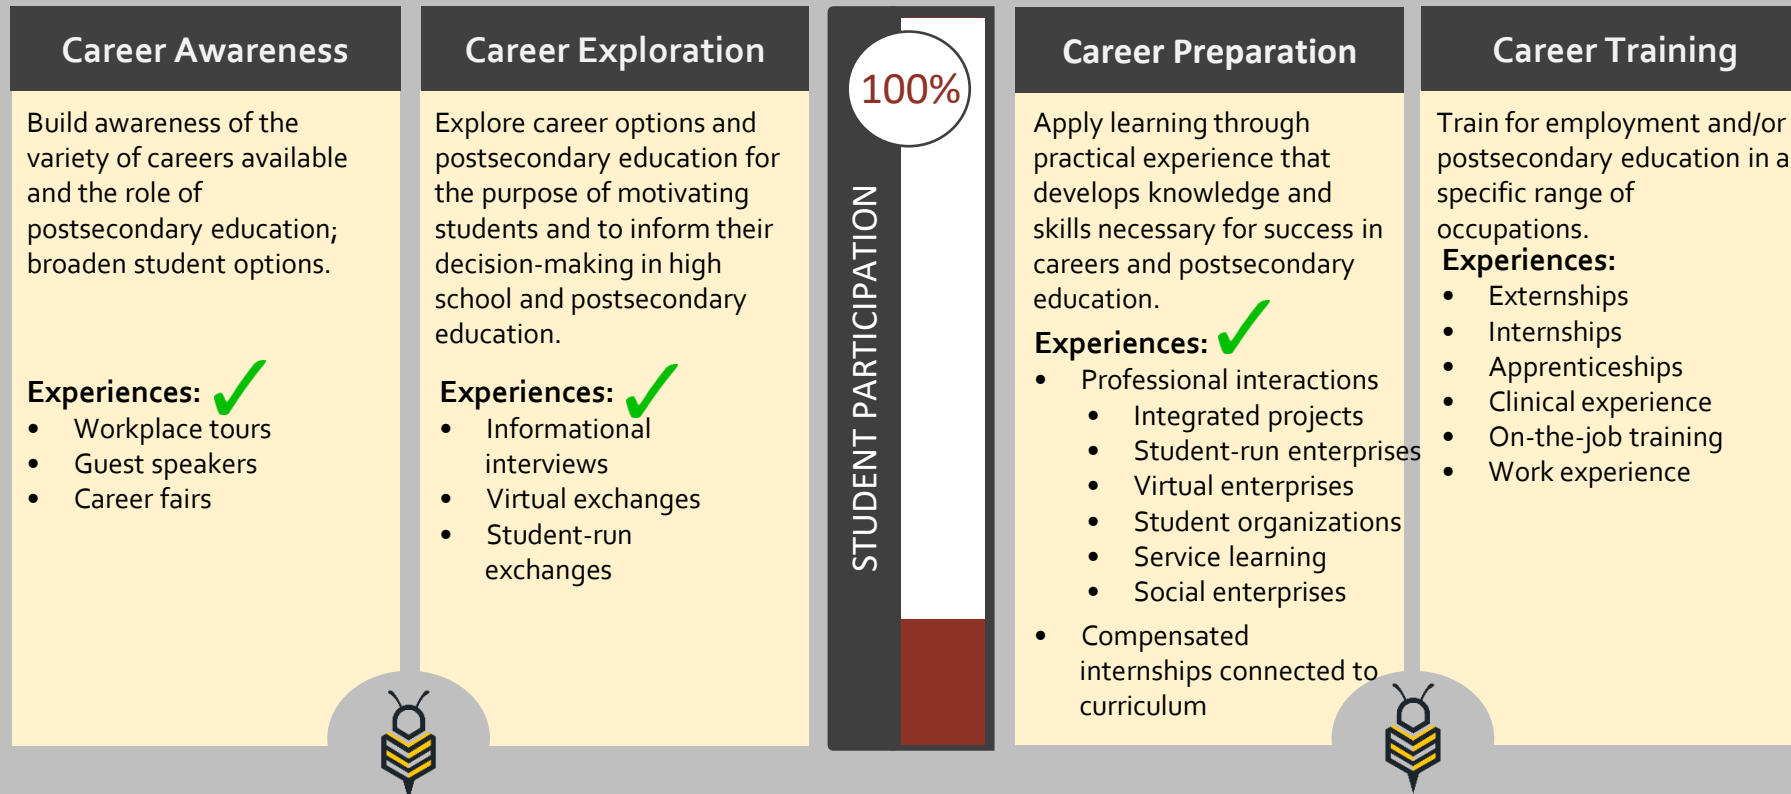 Career Awareness
Build awareness of the
variety of careers available
and the role of
postsecondary education;
broaden student options.
Experiences: ✓
• Workplace tours
• Guest speakers
• Career fairs
Career Exploration
Explore career options and
postsecondary education for
the purpose of motivating
students and to inform their
decision-making in high
school and postsecondary
education.
Experiences: ✓
• Informational
interviews
• Virtual exchanges
• Student-run
exchanges
100%
STUDENT PARTICIPATION
Career Preparation
Apply learning through
practical experience that
develops knowledge and
skills necessary for success in
careers and postsecondary
education.
Experiences: ✓
• Professional interactions
• Integrated projects
• Student-run enterprises
• Virtual enterprises
• Student organizations
• Service learning
• Social enterprises
• Compensated
internships connected to
curriculum
Career Training
Train for employment and/or
postsecondary education in a
specific range of
occupations.
Experiences:
• Externships
• Internships
• Apprenticeships
• Clinical experience
• On-the-job training
• Work experience